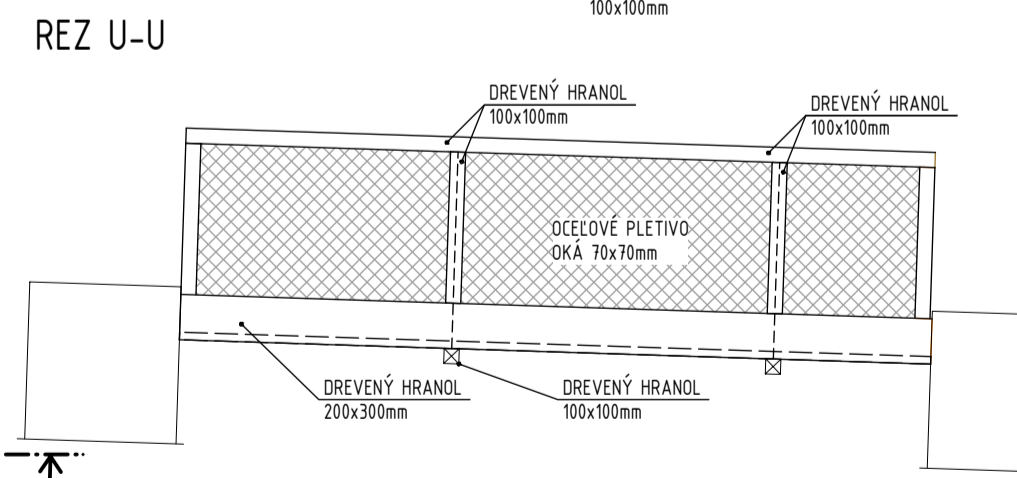 100x100mm
REZ U-U
DREVENÝ HRANOL
100x100mm
DREVENÝ HRANOL
100x100mm
OCEĽOVÉ PLETIVO
OKÁ 70x70mm
DREVENÝ HRANOL
200x300mm
DREVENÝ HRANOL
100x100mm